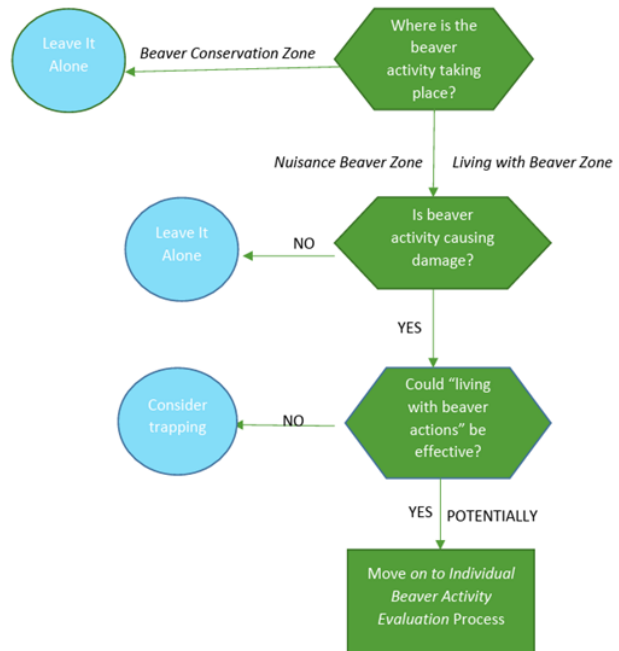 Where is the
beaver
activity taking
place?
Leave It
Alone
Beaver Conservation Zone
Nuisance Beaver Zone
Living with Beaver Zone
Is beaver
activity causing
damage?
Leave It
Alone
NO
YES
Could “living
with beaver
actions” be
effective?
Consider
trapping
NO
YES
POTENTIALLY
Move on to Individual
Beaver Activity
Evaluation Process